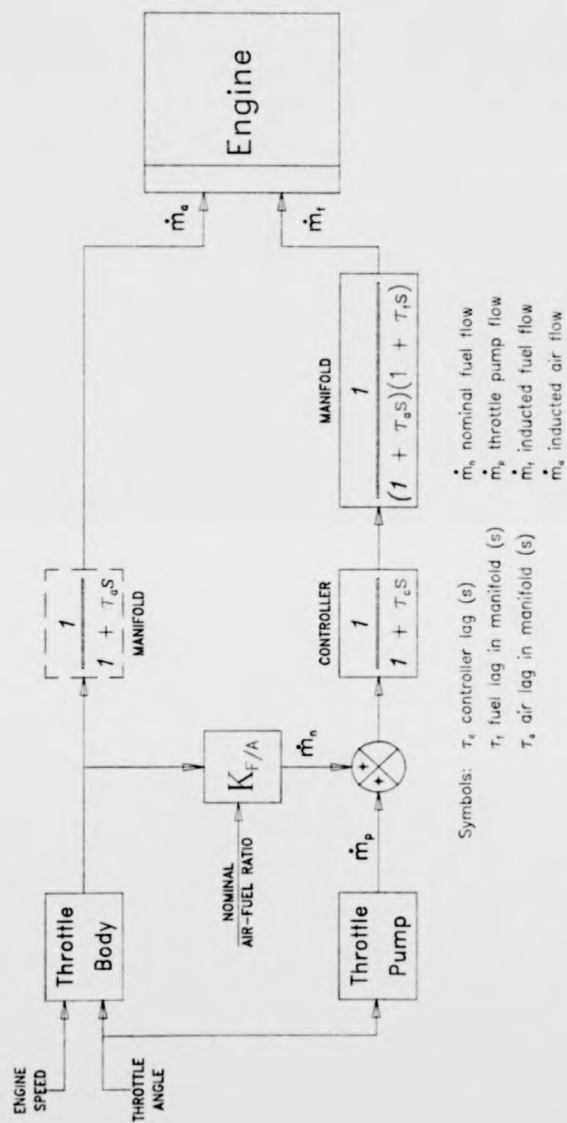 ENGINE
SPEED
THROTTLE
ANGLE
Throttle
Body
Throttle
Pump
NOMINAL
AIR-FUEL RATIO
K_F/A
ṁ_n
ṁ_p
1
1 + τ_a s
MANIFOLD
CONTROLLER
1
1 + τ_c s
MANIFOLD
1
(1 + τ_a s)(1 + τ_f s)
ṁ_a
ṁ_f
Engine
Symbols: τ_c controller lag (s)
τ_f fuel lag in manifold (s)
τ_a air lag in manifold (s)
ṁ_n nominal fuel flow
ṁ_p throttle pump flow
ṁ_f inducted fuel flow
ṁ_a inducted air flow